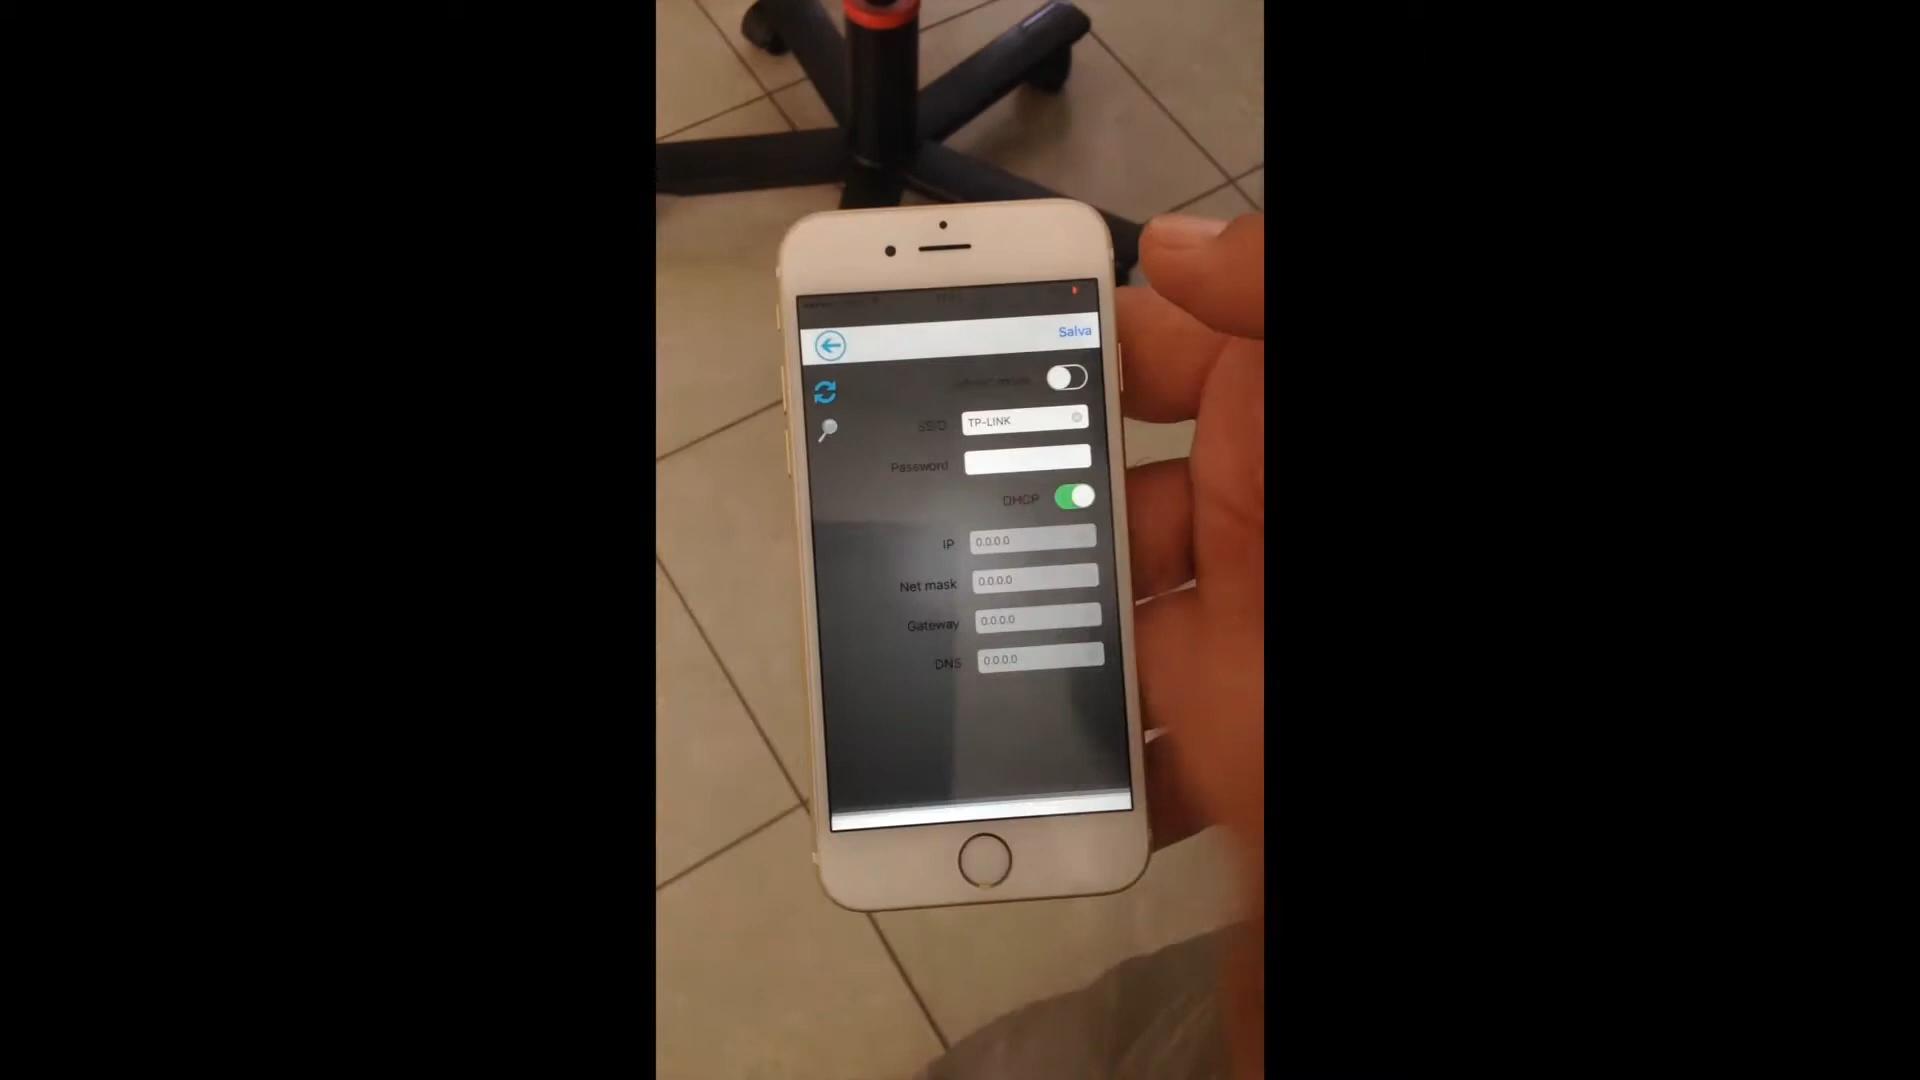 Salva
SSID TP-LINK
Password
DHCP
IP 0.0.0.0
Net mask 0.0.0.0
Gateway 0.0.0.0
DNS 0.0.0.0